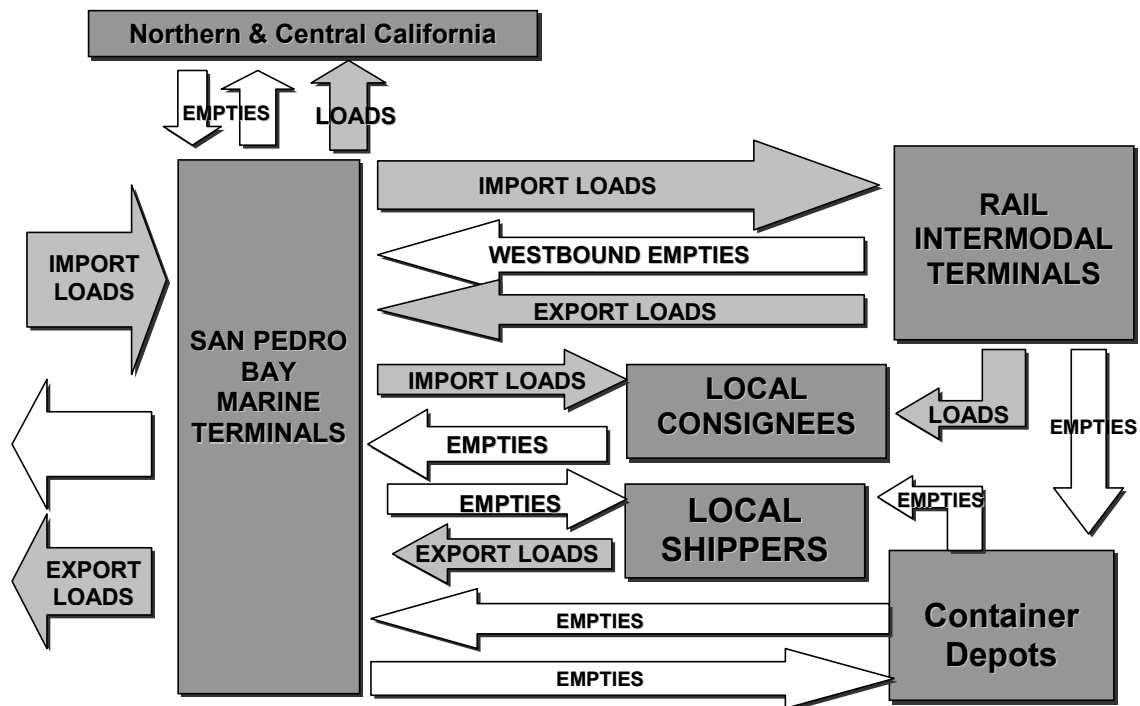 Northern & Central California
EMPTIES
LOADS
IMPORT LOADS
RAIL
INTERMODAL
TERMINALS
WESTBOUND EMPTIES
EXPORT LOADS
IMPORT
LOADS
SAN PEDRO
BAY
MARINE
TERMINALS
IMPORT LOADS
LOCAL
CONSIGNEES
LOADS
EMPTIES
EMPTIES
EMPTIES
LOCAL
SHIPPERS
EMPTIES
EXPORT LOADS
EXPORT
LOADS
EMPTIES
Container
Depots
EMPTIES